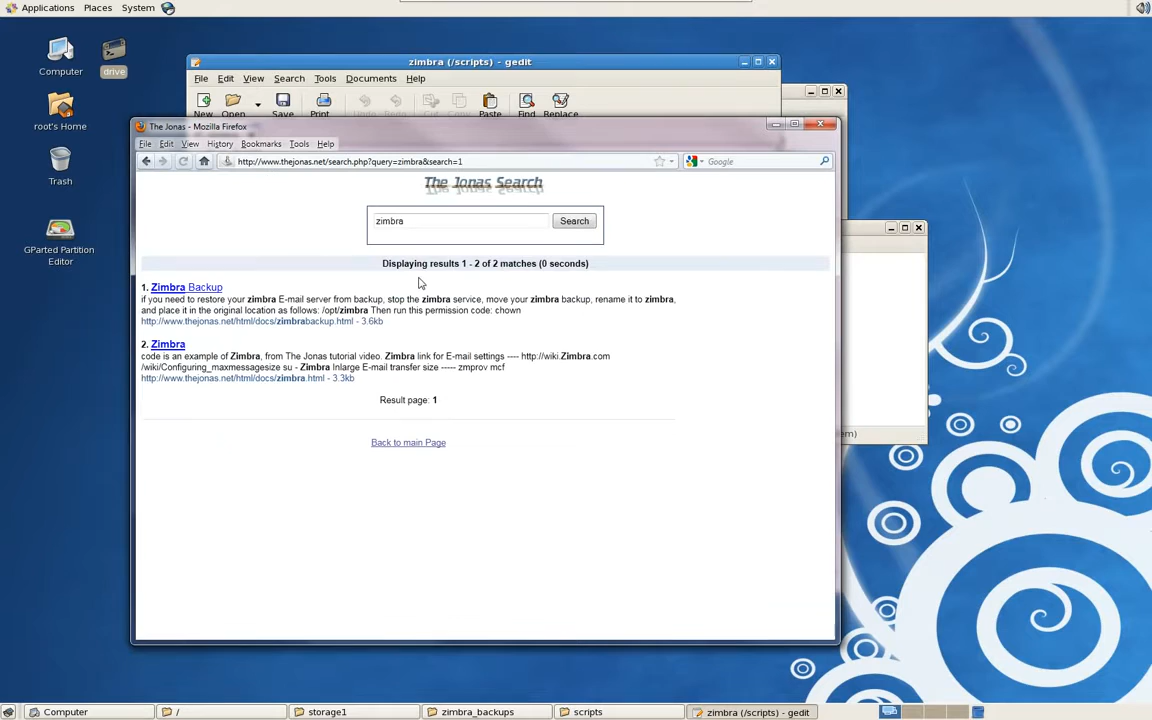 Applications Places System
Computer
drive
root's Home
Trash
GParted Partition
Editor
zimbra (/scripts) - gedit
File Edit View Search Tools Documents Help
New Open Save Print Undo Redo Cut Copy Paste Find Replace
The Jonas - Mozilla Firefox
File Edit View History Bookmarks Tools Help
http://www.thejonas.net/search.php?query=zimbra&search=1
Google
The Jonas Search
zimbra Search
Displaying results 1 - 2 of 2 matches (0 seconds)
1. Zimbra Backup
if you need to restore your zimbra E-mail server from backup, stop the zimbra service, move your zimbra backup, rename it to zimbra,
and place it in the original location as follows: /opt/zimbra Then run this permission code: chown
http://www.thejonas.net/html/docs/zimbrabackup.html - 3.6kb
2. Zimbra
code is an example of Zimbra, from The Jonas tutorial video. Zimbra link for E-mail settings ---- http://wiki.Zimbra.com
/wiki/Configuring_maxmessagesize su - Zimbra Inlarge E-mail transfer size ----- zmprov mcf
http://www.thejonas.net/html/docs/zimbra.html - 3.3kb
Result page: 1
Back to main Page
em)
Computer / storage1 zimbra_backups scripts zimbra (/scripts) - gedit